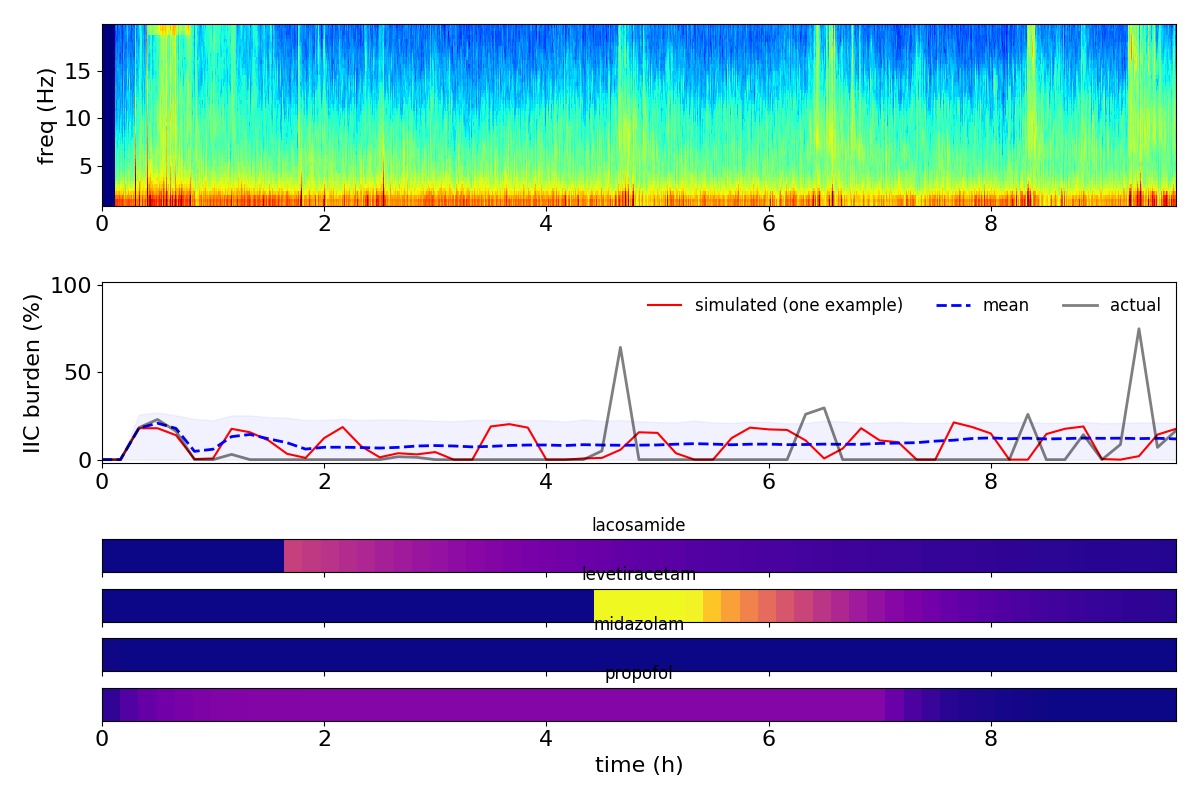 freq (Hz)
15
10
5
0 2 4 6 8
IIC burden (%)
100
50
0
simulated (one example) mean actual
0 2 4 6 8
lacosamide
levetiracetam
midazolam
propofol
0 2 4 6 8
time (h)